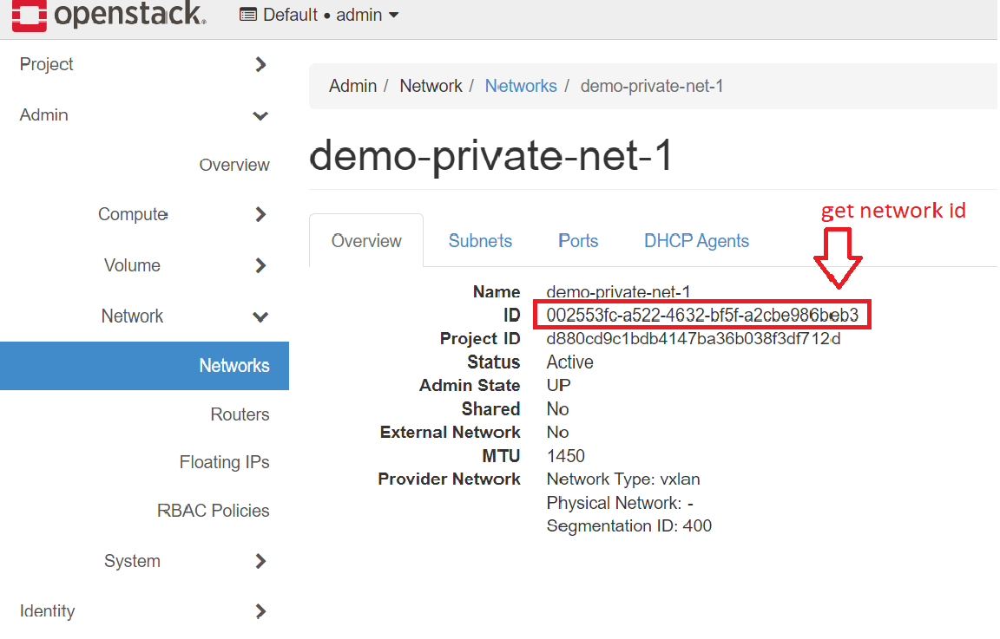 openstack. Default • admin
Project
Admin
Overview
Compute
Volume
Network
Networks
Routers
Floating IPs
RBAC Policies
System
Identity
Admin / Network / Networks / demo-private-net-1
demo-private-net-1
get network id
Overview Subnets Ports DHCP Agents
Name demo-private-net-1
ID 002553fc-a522-4632-bf5f-a2cbe986beb3
Project ID d880cd9c1bdb4147ba36b038f3df712d
Status Active
Admin State UP
Shared No
External Network No
MTU 1450
Provider Network Network Type: vxlan
Physical Network: -
Segmentation ID: 400